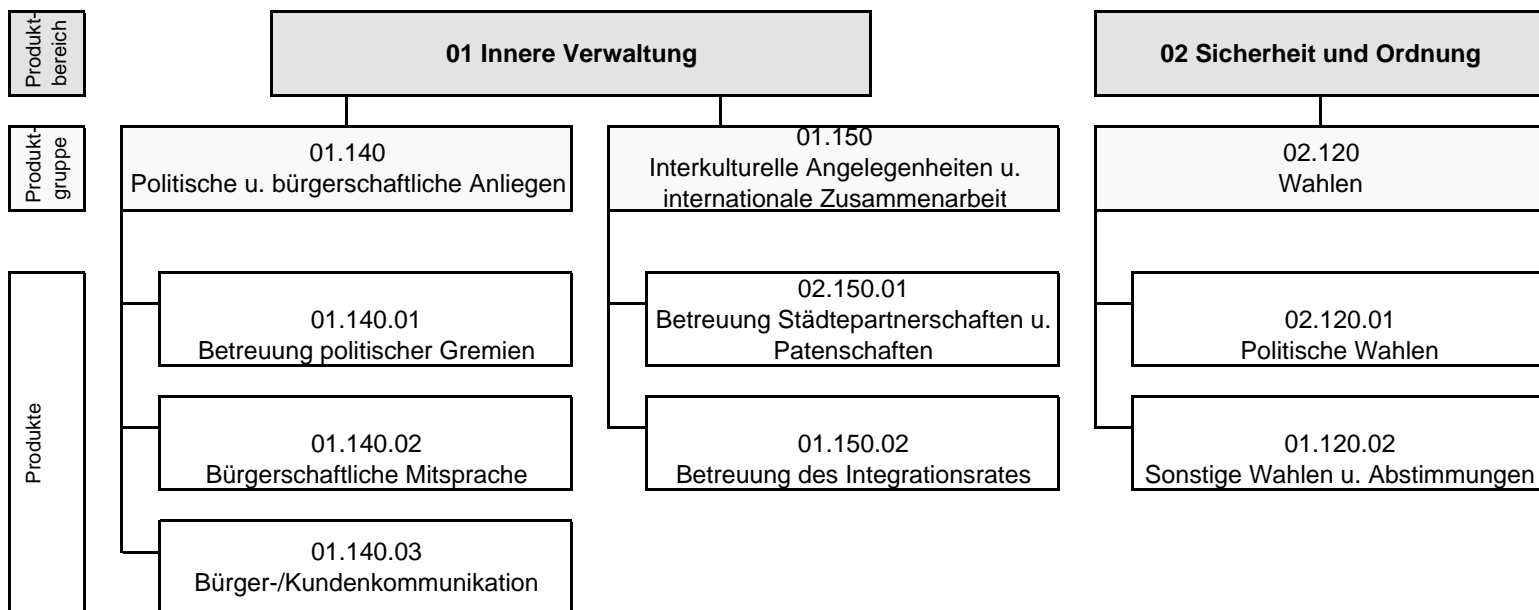 Produkt-
bereich
01 Innere Verwaltung
02 Sicherheit und Ordnung
Produkt-
gruppe
01.140
Politische u. bürgerschaftliche Anliegen
01.150
Interkulturelle Angelegenheiten u.
internationale Zusammenarbeit
02.120
Wahlen
Produkte
01.140.01
Betreuung politischer Gremien
02.150.01
Betreuung Städtepartnerschaften u.
Patenschaften
02.120.01
Politische Wahlen
01.140.02
Bürgerschaftliche Mitsprache
01.150.02
Betreuung des Integrationsrates
01.120.02
Sonstige Wahlen u. Abstimmungen
01.140.03
Bürger-/Kundenkommunikation